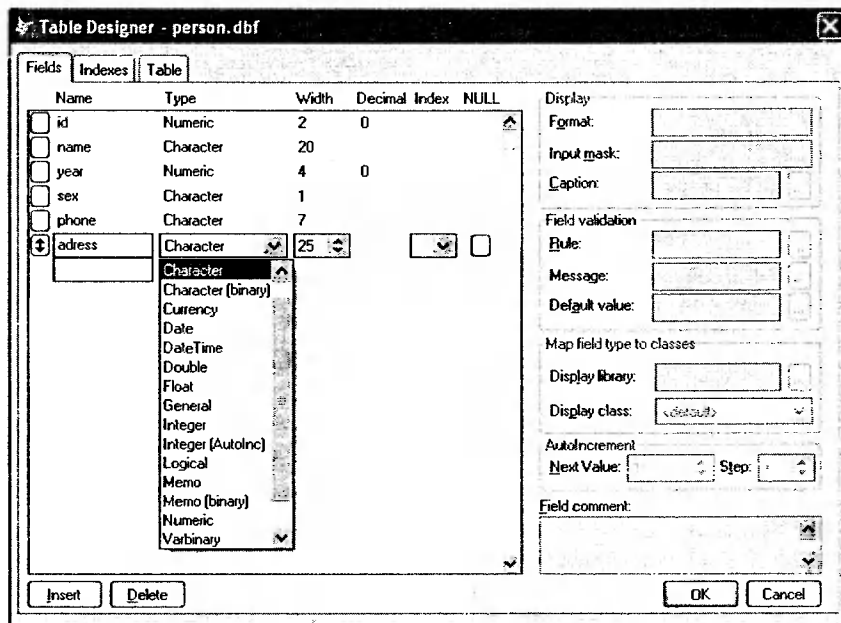 Table Designer - person.dbf
Fields Indexes Table
Name Type Width Decimal Index NULL
id Numeric 2 0
name Character 20
year Numeric 4 0
sex Character 1
phone Character 7
adress Character 25
Character
Character (binary)
Currency
Date
DateTime
Double
Float
General
Integer
Integer (AutoInc)
Logical
Memo
Memo (binary)
Numeric
Varbinary
Display
Format:
Input mask:
Caption:
Field validation
Rule:
Message:
Default value:
Map field type to classes
Display library:
Display class: <default>
AutoIncrement
Next Value: Step:
Field comment:
Insert Delete OK Cancel